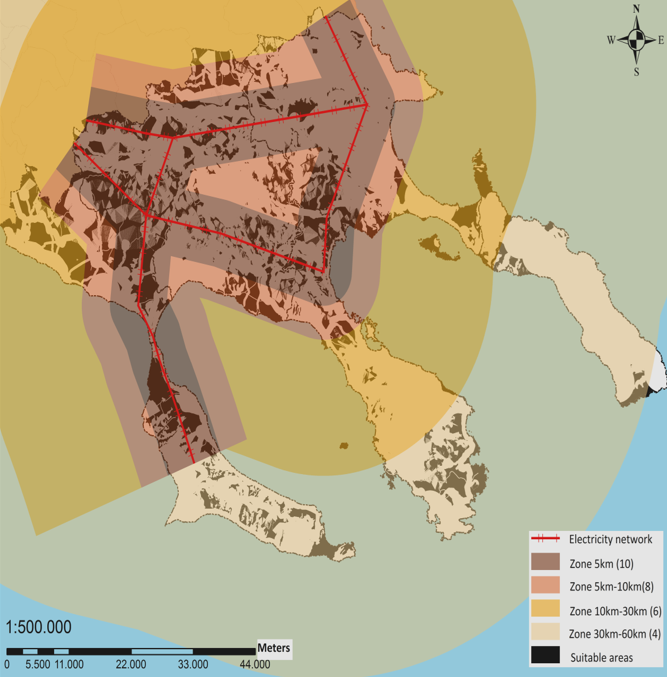 N
W E
S
Electricity network
Zone 5km (10)
Zone 5km-10km(8)
Zone 10km-30km (6)
Zone 30km-60km (4)
Suitable areas
1:500.000
Meters
0 5.500 11.000 22.000 33.000 44.000